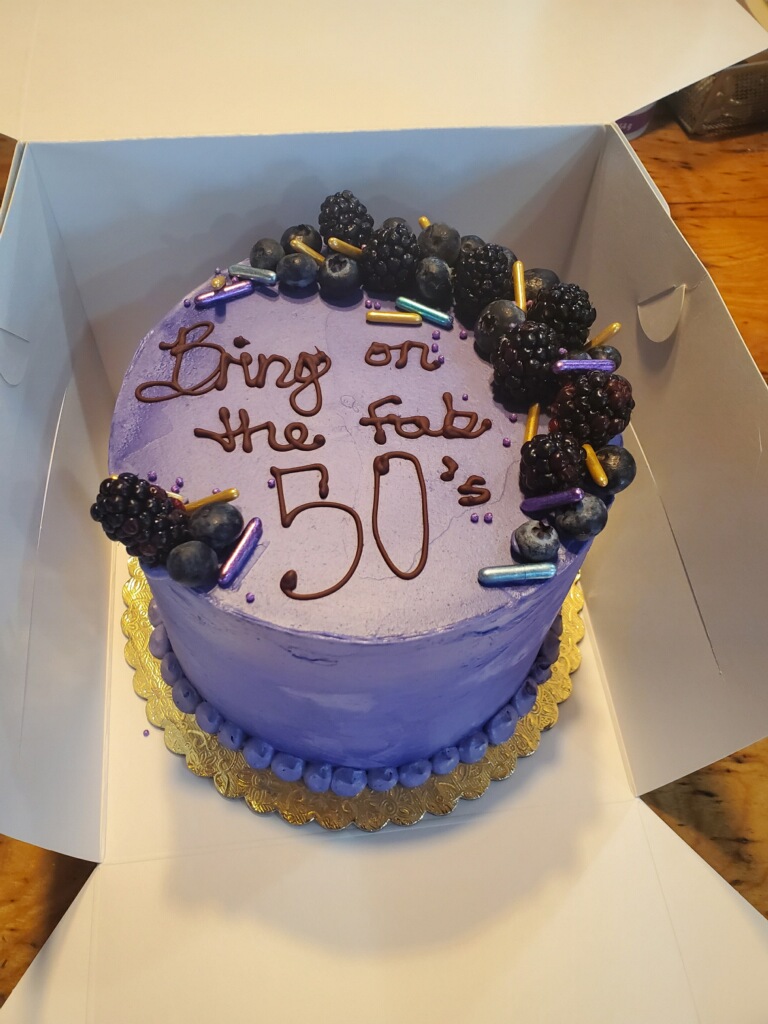 Bring on
the fab
50's